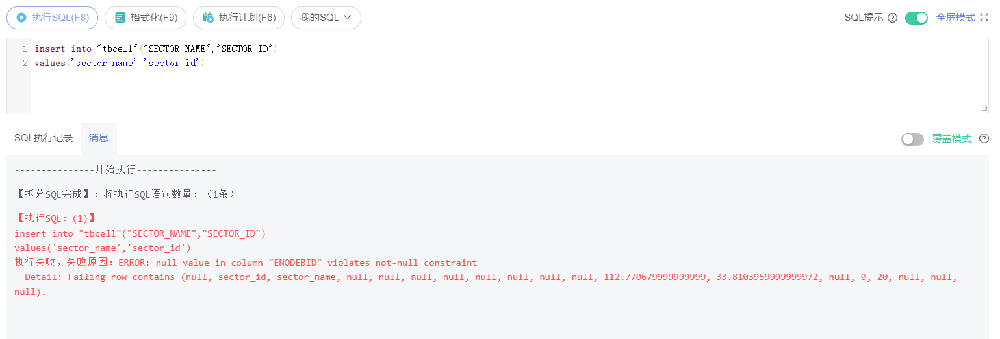 执行SQL(F8) 格式化(F9) 执行计划(F6) 我的SQL SQL提示 全屏模式
1 insert into "tbcell"("SECTOR_NAME","SECTOR_ID")
2 values('sector_name','sector_id')
SQL执行记录 消息 覆盖模式
---------------开始执行---------------
【拆分SQL完成】：将执行SQL语句数量：（1条）
【执行SQL：(1)】
insert into "tbcell"("SECTOR_NAME","SECTOR_ID")
values('sector_name','sector_id')
执行失败，失败原因：ERROR: null value in column "ENODEBID" violates not-null constraint
Detail: Failing row contains (null, sector_id, sector_name, null, null, null, null, null, null, null, null, 112.770679999999999, 33.8103959999999972, null, 0, 20, null, null,
null).